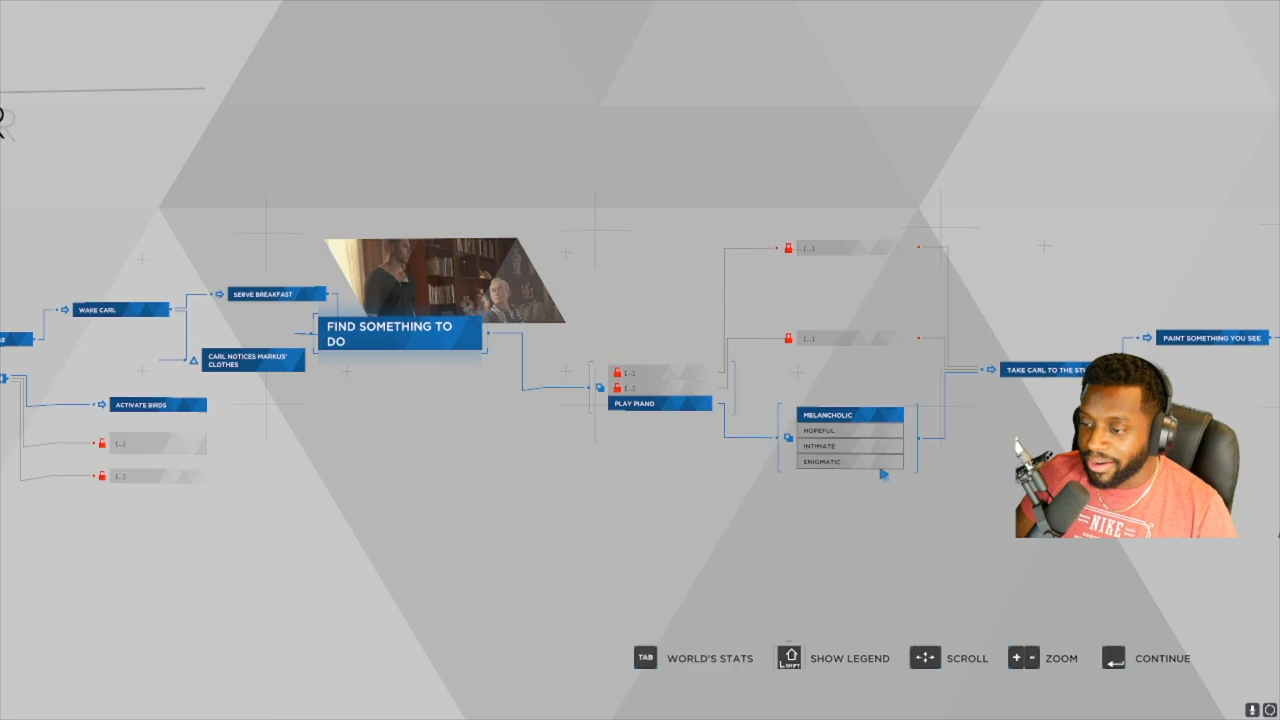 R
WAKE CARL
SERVE BREAKFAST
CARL NOTICES MARKUS'
CLOTHES
ACTIVATE BIRDS
[...]
[...]
FIND SOMETHING TO
DO
[...]
[...]
PLAY PIANO
[...]
[...]
MELANCHOLIC
HOPEFUL
INTIMATE
ENIGMATIC
TAKE CARL TO THE
PAINT SOMETHING YOU SEE
NIKE
TAB WORLD'S STATS
L SHIFT SHOW LEGEND
SCROLL
+ - ZOOM
CONTINUE